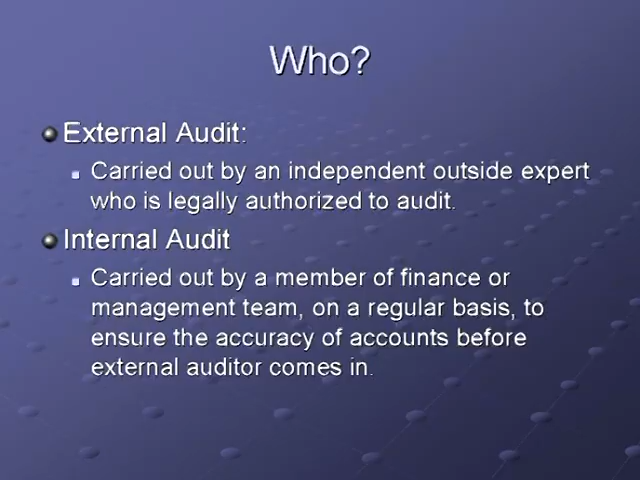 Who?
External Audit:
Carried out by an independent outside expert
who is legally authorized to audit.
Internal Audit
Carried out by a member of finance or
management team, on a regular basis, to
ensure the accuracy of accounts before
external auditor comes in.